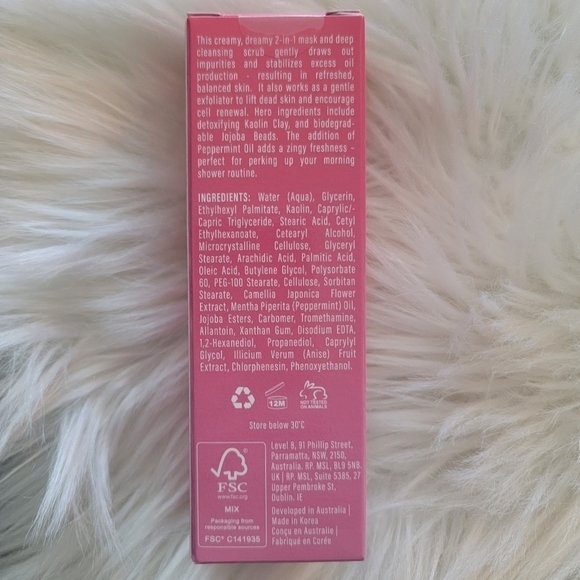 This creamy, dreamy 2-in-1 mask and deep
cleansing scrub gently draws out
impurities and stabilizes excess oil
production - resulting in refreshed,
balanced skin. It also works as a gentle
exfoliator to lift dead skin and encourage
cell renewal. Hero ingredients include
detoxifying Kaolin Clay, and biodegrad-
able Jojoba Beads. The addition of
Peppermint Oil adds a zingy freshness -
perfect for perking up your morning
shower routine.
INGREDIENTS: Water (Aqua), Glycerin,
Ethylhexyl Palmitate, Kaolin, Caprylic/-
Capric Triglyceride, Stearic Acid, Cetyl
Ethylhexanoate, Cetearyl Alcohol,
Microcrystalline Cellulose, Glyceryl
Stearate, Arachidic Acid, Palmitic Acid,
Oleic Acid, Butylene Glycol, Polysorbate
60, PEG-100 Stearate, Cellulose, Sorbitan
Stearate, Camellia Japonica Flower
Extract, Mentha Piperita (Peppermint) Oil,
Jojoba Esters, Carbomer, Tromethamine,
Allantoin, Xanthan Gum, Disodium EDTA,
1,2-Hexanediol, Propanediol, Caprylyl
Glycol, Illicium Verum (Anise) Fruit
Extract, Chlorphenesin, Phenoxyethanol.
12M
NOT TESTED
ON ANIMALS
Store below 30°C
FSC
www.fsc.org
MIX
Packaging from
responsible sources
FSC® C141935
Level 8, 91 Phillip Street,
Parramatta, NSW, 2150,
Australia. RP. MSL, BL9 5NB.
UK | RP. MSL, Suite 5385, 27
Upper Pembroke St,
Dublin. IE
Developed in Australia |
Made in Korea
Conçu en Australia |
Fabriqué en Corée